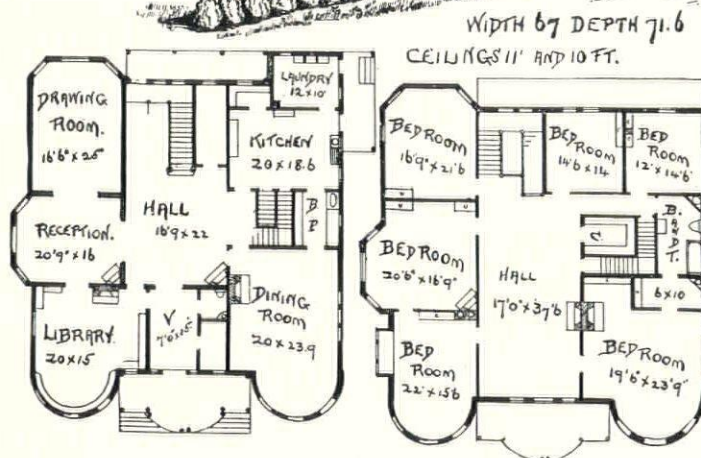 WIDTH 67 DEPTH 71.6
CEILINGS 11' AND 10 FT.
DRAWING
ROOM.
16'6" x 25"
LAUNDRY
12 x 10'
KITCHEN
20 x 18.6
HALL
16'9 x 22
B
P
RECEPTION.
20'9" x 16
LIBRARY.
20 x 15
V
DINING
ROOM
20 x 23.9
BED ROOM
16'9" x 21'6
BED
ROOM
14'6 x 14
BED
ROOM
12' x 14'6
BED ROOM
20'6" x 16'9"
HALL
17'0" x 37'6
C.
B.
AND
T.
6 x 10
BED
ROOM
22' x 15'6
BED ROOM
19'6" x 23'9"